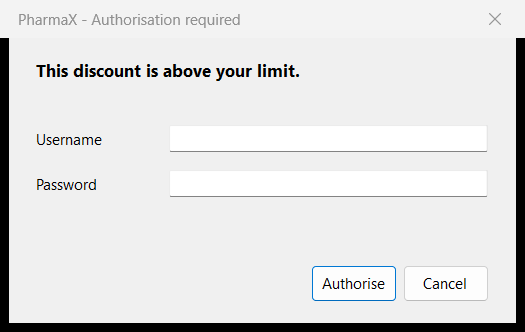 PharmaX - Authorisation required
This discount is above your limit.
Username
Password
Authorise Cancel